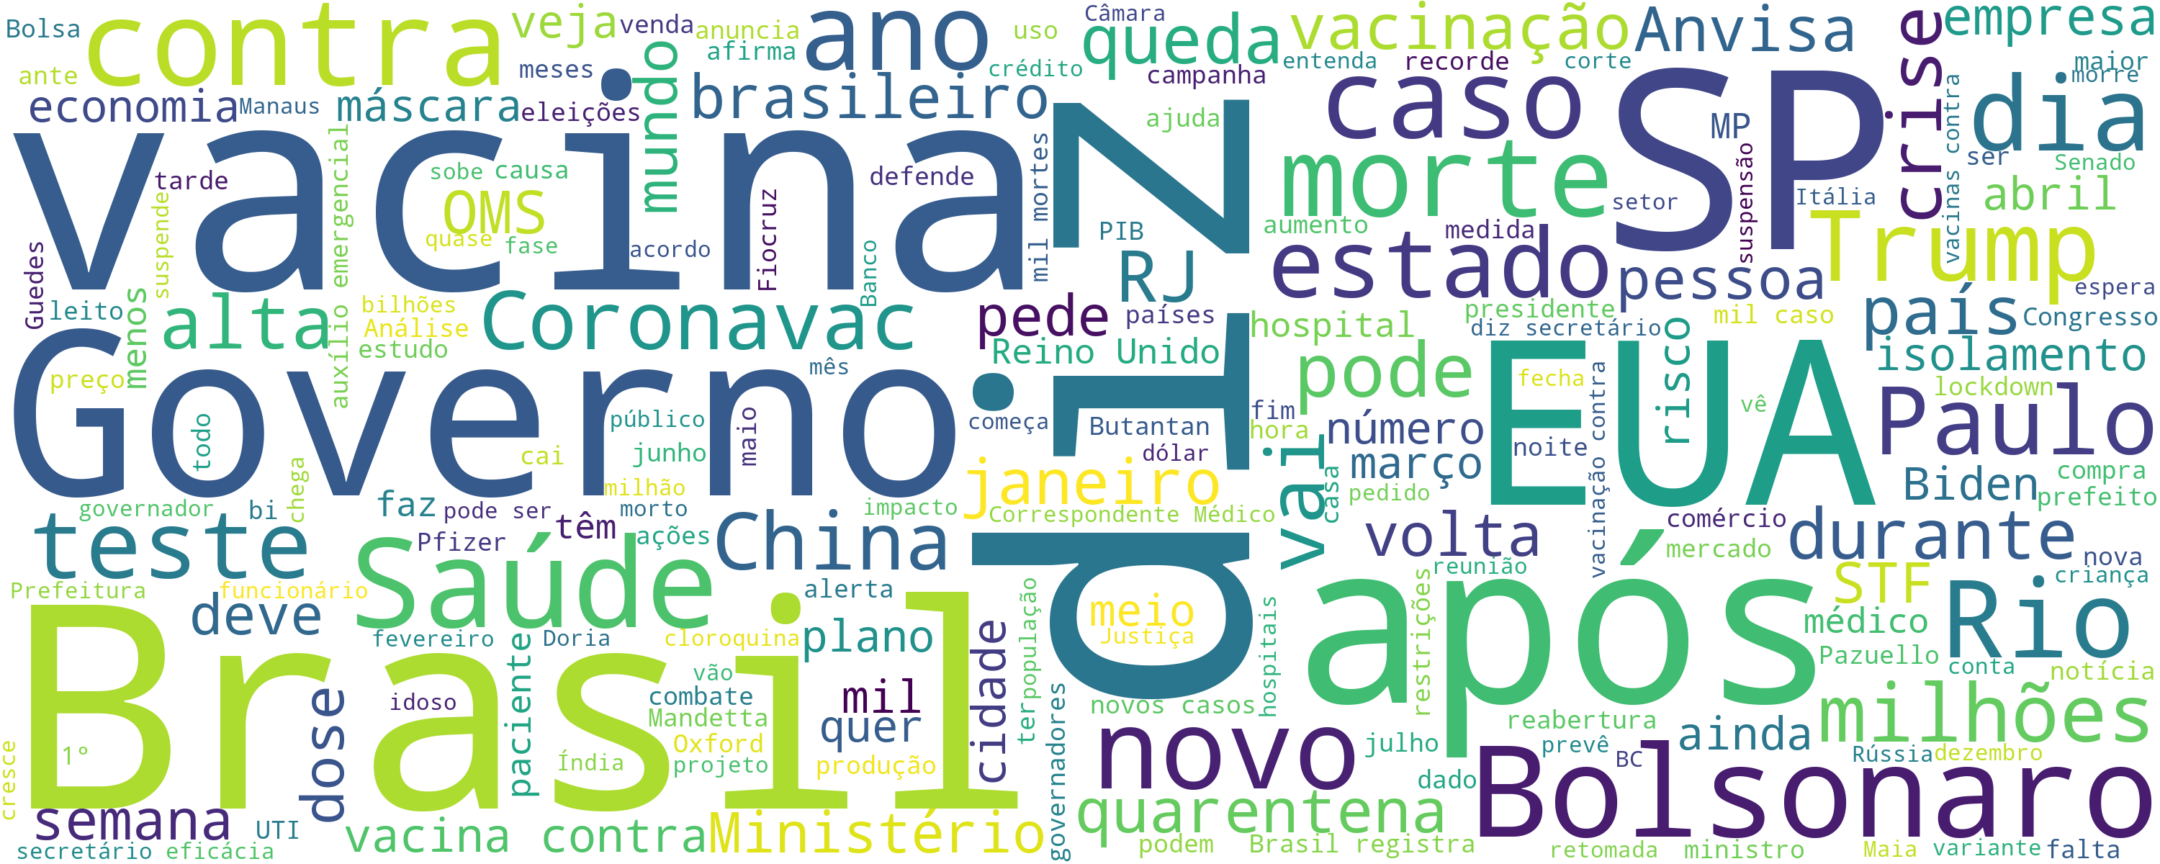 Bolsa
contra
veja
venda
anuncia
afirma
ano
uso
Câmara
queda
crédito
vacinação
entenda
recorde
corte
Anvisa
crise
empresa
maior
morre
ante
meses
mundo
campanha
economia
Manaus
máscara
eleições
brasileiro
ajuda
caso
SP
MP
dia
vacinas contra
ser
Senado
vacina
tarde
sobe
causa
OMS
quase
fase
defende
acordo
Fiocruz
Banco
mil mortes
diz
PIB
RJ
morte
aumento
setor
suspensão
Itália
abril
medida
estado
pessoa
Trump
Guedes
suspende
auxílio emergencial
leito
menos
alta
bilhões
Análise
estudo
Coronavac
pede
países
Reino Unido
hospital
presidente
diz secretário
mil caso
país
espera
Congresso
isolamento
Governo
preço
todo
mês
público
maio
junho
começa
Butantan
dólar
fim
hora
pode
número
março
EUA
fecha
noite
risco
vê
lockdown
Paulo
chega
cai
milhão
janeiro
vai
casa
pedido
vacinação contra
Biden
compra
prefeito
governador
bi
faz
pode ser
morto
impacto
Correspondente Médico
teste
Pfizer
têm
ações
China
volta
comércio
mercado
durante
nova
criança
Prefeitura
funcionário
Saúde
alerta
reunião
STF
Rio
deve
fevereiro
Doria
cloroquina
plano
cidade
terpopulação
meio
Justiça
hospitais
restrições
após
médico
Pazuello
conta
notícia
Brasil
1º
dose
idoso
paciente
vão
combate
Mandetta
Oxford
projeto
Índia
mil
quer
produção
governadores
novos casos
novo
julho
dado
reabertura
prevê
BC
ainda
milhões
Rússia
dezembro
cresce
semana
UTI
secretário
eficácia
vacina contra
Ministério
quarentena
podem
Brasil registra
Bolsonaro
retomada
ministro
Maia
variante
falta